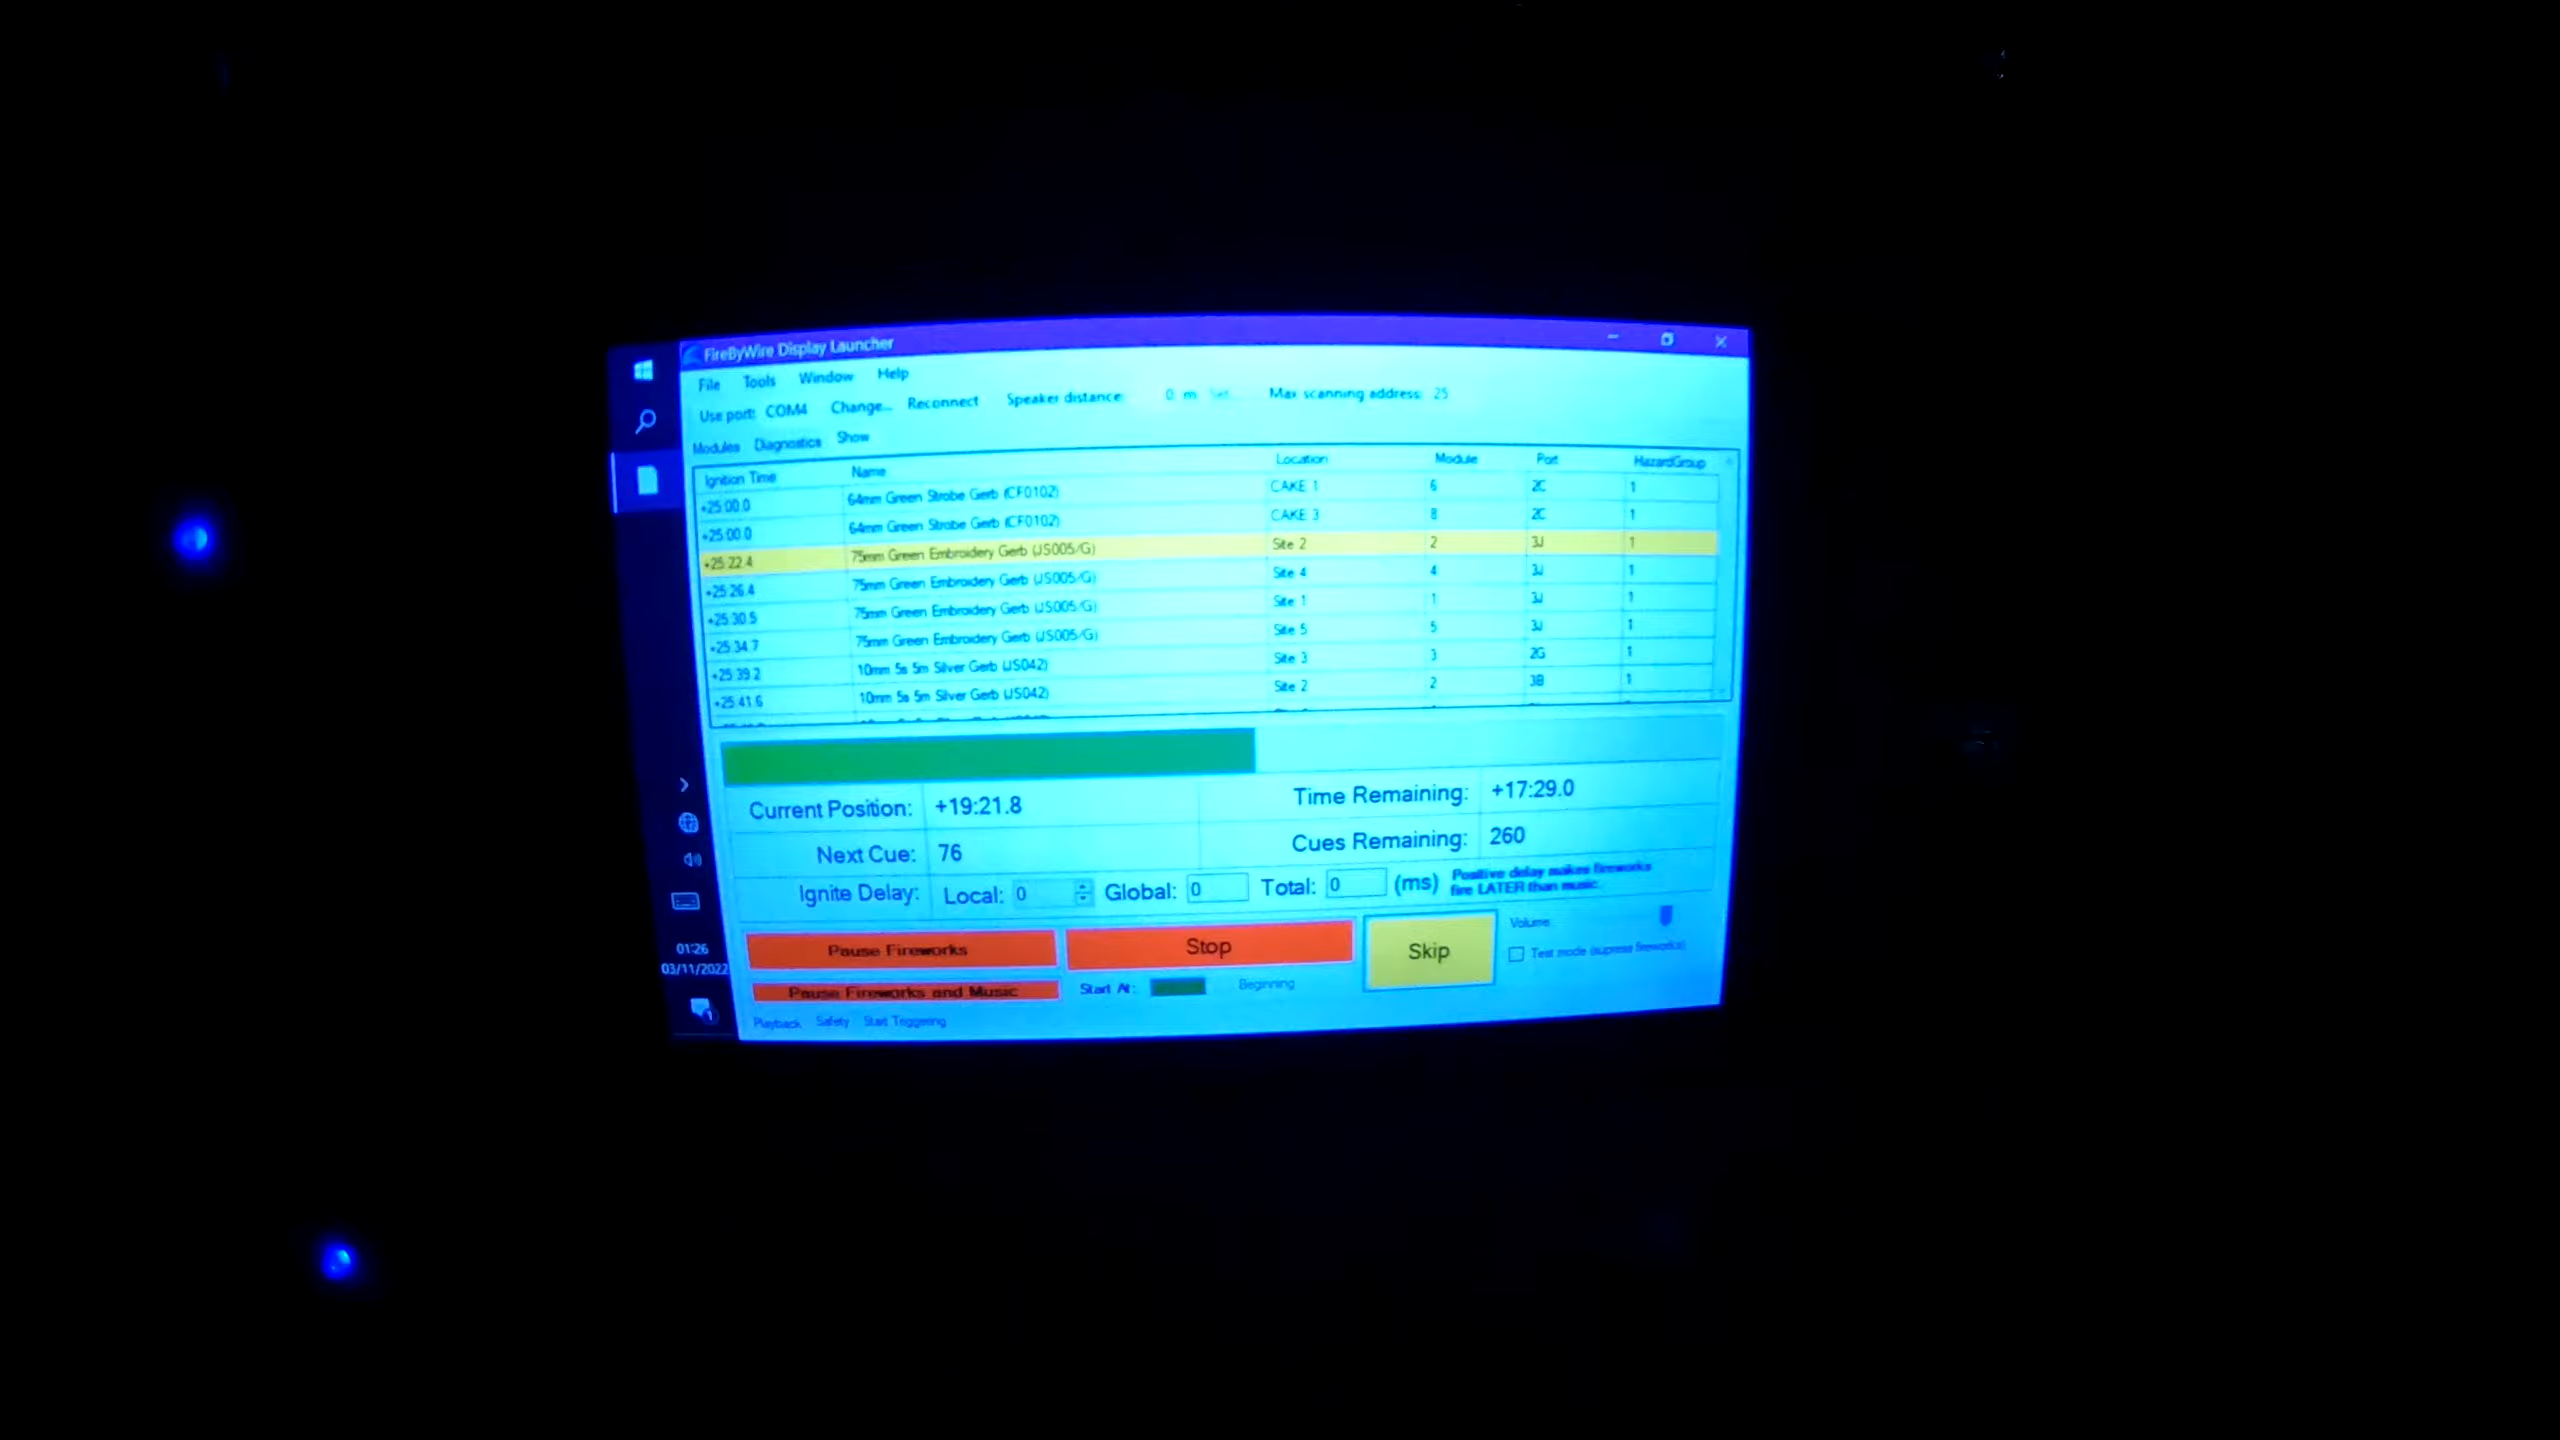 FireByWire Display Launcher
File Tools Window Help
Use port: COM4 Change... Reconnect Speaker distance: 0 m Set... Max scanning address: 25
Modules Diagnostics Show
Ignition Time Name Location Module Port HazardGroup
+25:00.0 64mm Green Strobe Gerb (CF0102) CAKE 1 6 2C 1
+25:00.0 64mm Green Strobe Gerb (CF0102) CAKE 3 8 2C 1
+25:22.4 75mm Green Embroidery Gerb (JS005/G) Site 2 2 3J 1
+25:26.4 75mm Green Embroidery Gerb (JS005/G) Site 4 4 3J 1
+25:30.5 75mm Green Embroidery Gerb (JS005/G) Site 1 1 3J 1
+25:34.7 75mm Green Embroidery Gerb (JS005/G) Site 5 5 3J 1
+25:39.2 10mm 5s 5m Silver Gerb (JS042) Site 3 3 2G 1
+25:41.6 10mm 5s 5m Silver Gerb (JS042) Site 2 2 3B 1
Current Position: +19:21.8 Time Remaining: +17:29.0
Next Cue: 76 Cues Remaining: 260
Ignite Delay: Local: 0 Global: 0 Total: 0 (ms) Positive delay makes fireworks
fire LATER than music.
Pause Fireworks Stop Skip Volume
Test mode (supress fireworks)
Pause Fireworks and Music Start At: Beginning
Playback Safety Start Triggering
01:26
03/11/2022
1